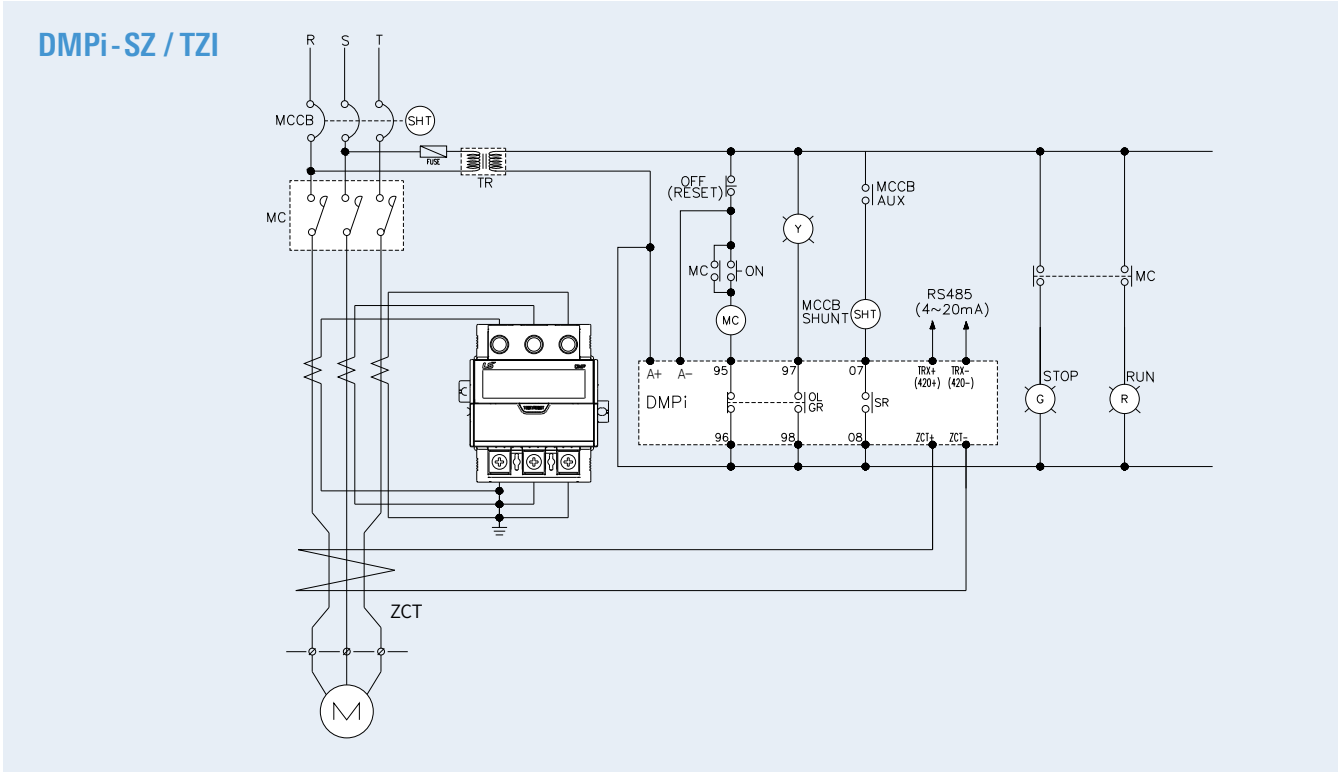 DMPi-SZ / TZI
R S T
MCCB
SHT
FUSE
TR
MC
OFF
(RESET)
MC
ON
MC
Y
MCCB
AUX
MCCB
SHUNT
SHT
RS485
(4~20mA)
MC
STOP
G
RUN
R
A+
A-
95
97
07
TRX+
(420+)
TRX-
(420-)
DMPi
OL
GR
SR
96
98
08
ZCT+
ZCT-
LS
DMP
ZCT
M